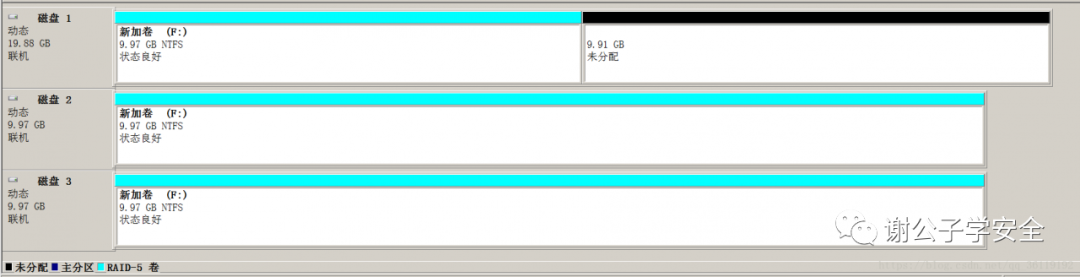 磁盘 1
动态
19.88 GB
联机
新加卷 (F:)
9.97 GB NTFS
状态良好
9.91 GB
未分配
磁盘 2
动态
9.97 GB
联机
新加卷 (F:)
9.97 GB NTFS
状态良好
磁盘 3
动态
9.97 GB
联机
新加卷 (F:)
9.97 GB NTFS
状态良好
谢公子学安全
未分配 主分区 RAID-5 卷